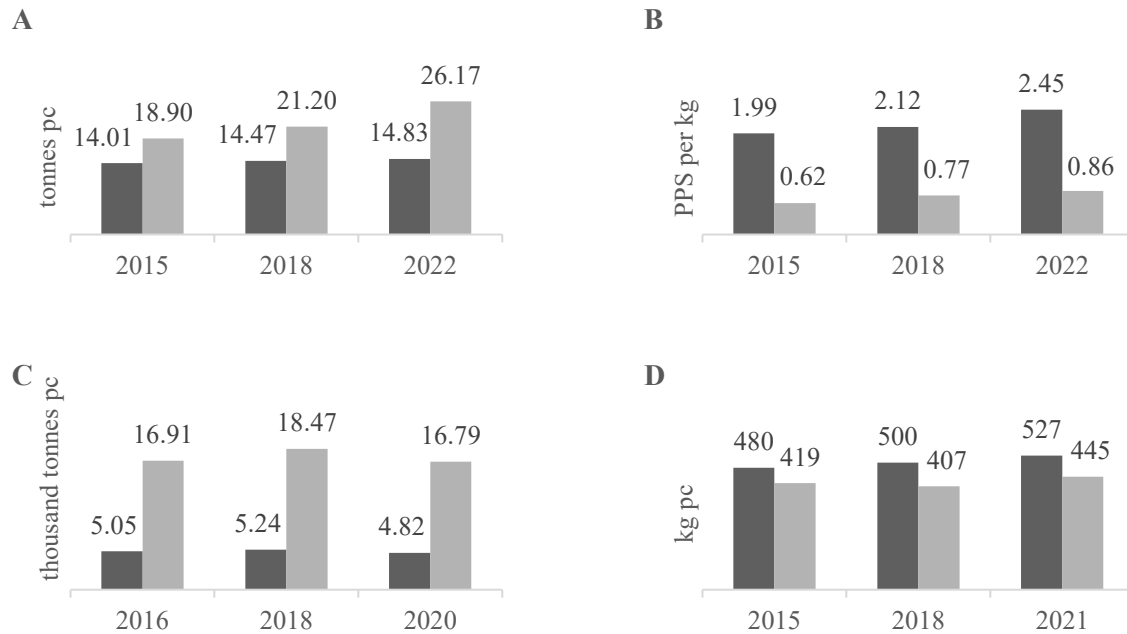 A
tonnes pc
14.01 18.90 14.47 21.20 14.83 26.17
2015 2018 2022
B
PPS per kg
1.99 0.62 2.12 0.77 2.45 0.86
2015 2018 2022
C
thousand tonnes pc
5.05 16.91 5.24 18.47 4.82 16.79
2016 2018 2020
D
kg pc
480 419 500 407 527 445
2015 2018 2021